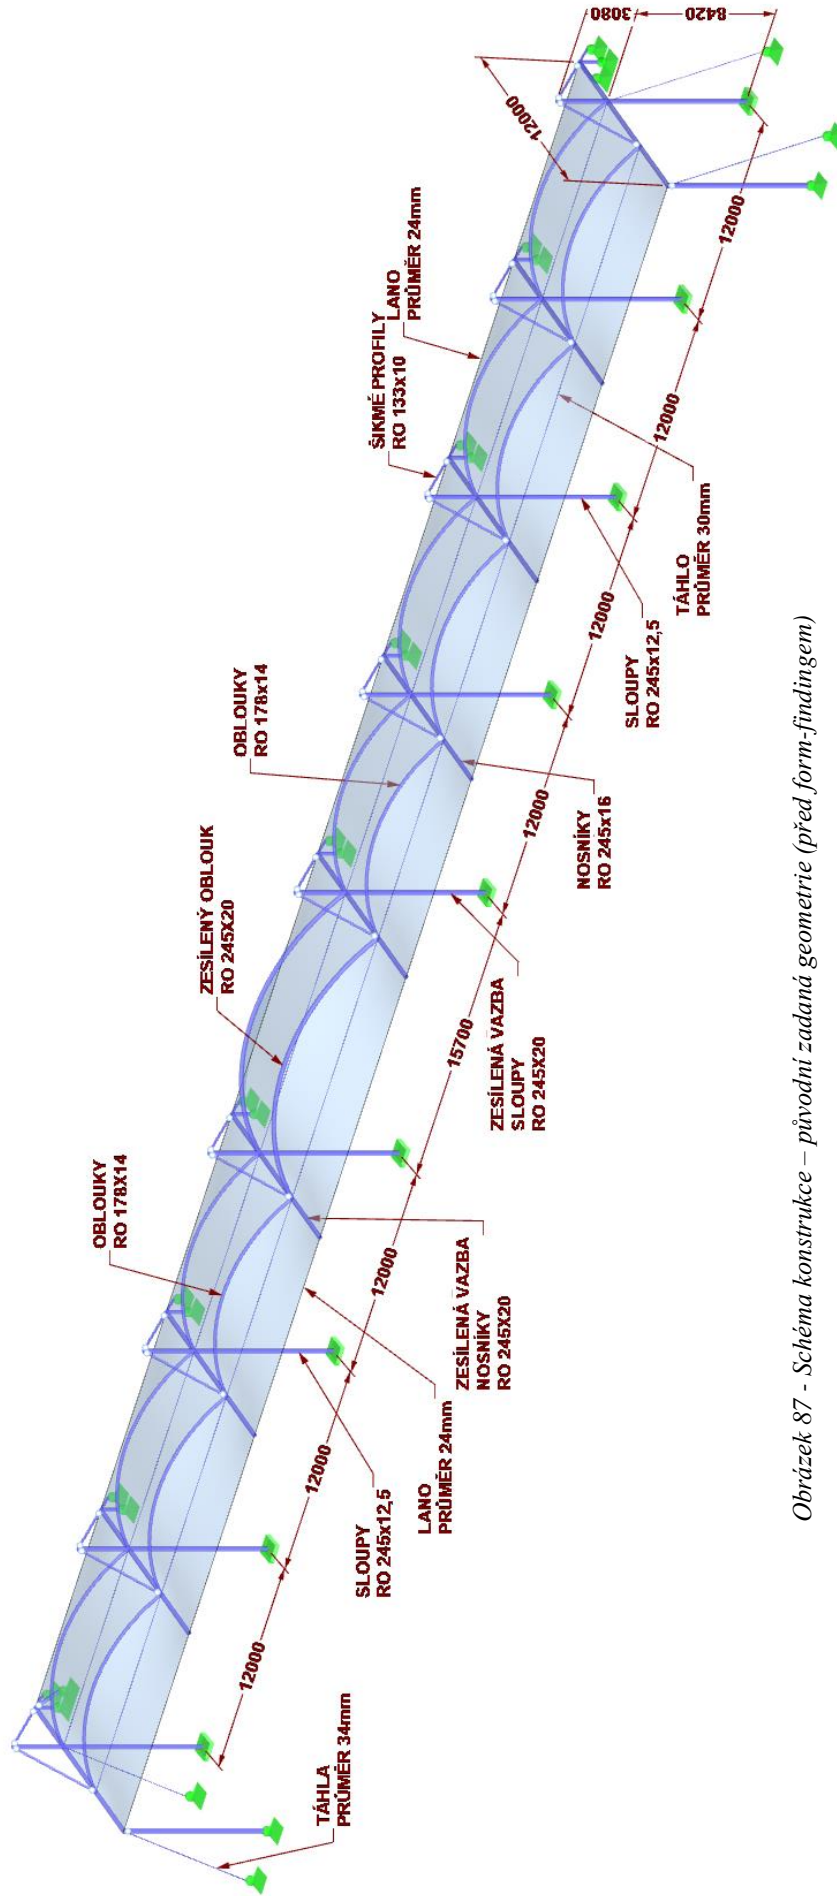 3080
8420
12000
LANO
PRŮMĚR 24mm
ŠIKMÉ PROFILY
RO 133x10
12000
12000
TÁHLO
PRŮMĚR 30mm
12000
SLOUPY
RO 245x12,5
OBLOUKY
RO 178x14
12000
NOSNÍKY
RO 245x16
ZESÍLENÝ OBLOUK
RO 245X20
15700
ZESÍLENÁ VAZBA
SLOUPY
RO 245X20
OBLOUKY
RO 178X14
12000
ZESÍLENÁ VAZBA
NOSNÍKY
RO 245X20
12000
LANO
PRŮMĚR 24mm
SLOUPY
RO 245x12,5
12000
TÁHLA
PRŮMĚR 34mm
Obrázek 87 - Schéma konstrukce – původní zadaná geometrie (před form-findingem)